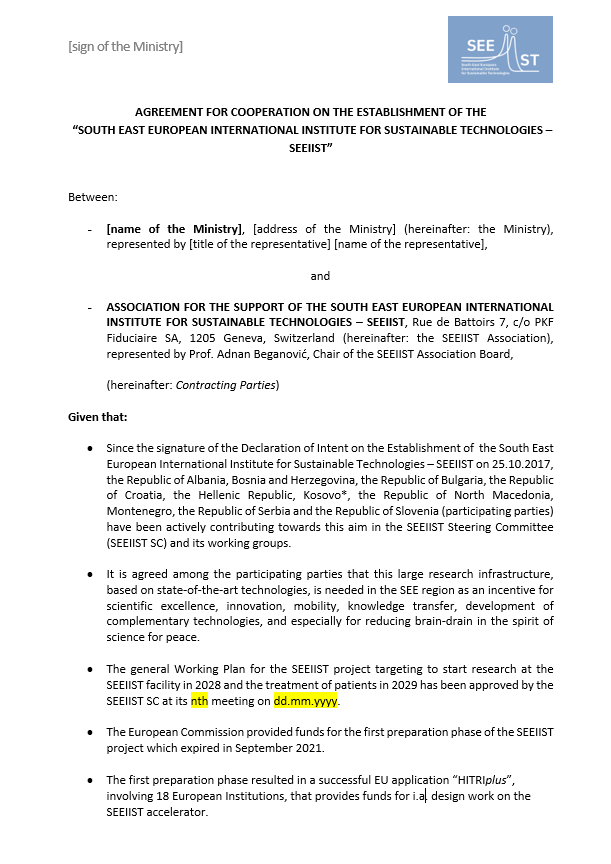 [sign of the Ministry]
SEE
IST
South East European
International Institute
for Sustainable Technologies
AGREEMENT FOR COOPERATION ON THE ESTABLISHMENT OF THE
“SOUTH EAST EUROPEAN INTERNATIONAL INSTITUTE FOR SUSTAINABLE TECHNOLOGIES –
SEEIIST”
Between:
- [name of the Ministry], [address of the Ministry] (hereinafter: the Ministry),
represented by [title of the representative] [name of the representative],
and
- ASSOCIATION FOR THE SUPPORT OF THE SOUTH EAST EUROPEAN INTERNATIONAL
INSTITUTE FOR SUSTAINABLE TECHNOLOGIES – SEEIIST, Rue de Battoirs 7, c/o PKF
Fiduciaire SA, 1205 Geneva, Switzerland (hereinafter: the SEEIIST Association),
represented by Prof. Adnan Beganović, Chair of the SEEIIST Association Board,
(hereinafter: Contracting Parties)
Given that:
• Since the signature of the Declaration of Intent on the Establishment of the South East
European International Institute for Sustainable Technologies – SEEIIST on 25.10.2017,
the Republic of Albania, Bosnia and Herzegovina, the Republic of Bulgaria, the Republic
of Croatia, the Hellenic Republic, Kosovo*, the Republic of North Macedonia,
Montenegro, the Republic of Serbia and the Republic of Slovenia (participating parties)
have been actively contributing towards this aim in the SEEIIST Steering Committee
(SEEIIST SC) and its working groups.
• It is agreed among the participating parties that this large research infrastructure,
based on state-of-the-art technologies, is needed in the SEE region as an incentive for
scientific excellence, innovation, mobility, knowledge transfer, development of
complementary technologies, and especially for reducing brain-drain in the spirit of
science for peace.
• The general Working Plan for the SEEIIST project targeting to start research at the
SEEIIST facility in 2028 and the treatment of patients in 2029 has been approved by the
SEEIIST SC at its nth meeting on dd.mm.yyyy.
• The European Commission provided funds for the first preparation phase of the SEEIIST
project which expired in September 2021.
• The first preparation phase resulted in a successful EU application “HITRIplus”,
involving 18 European Institutions, that provides funds for i.a. design work on the
SEEIIST accelerator.